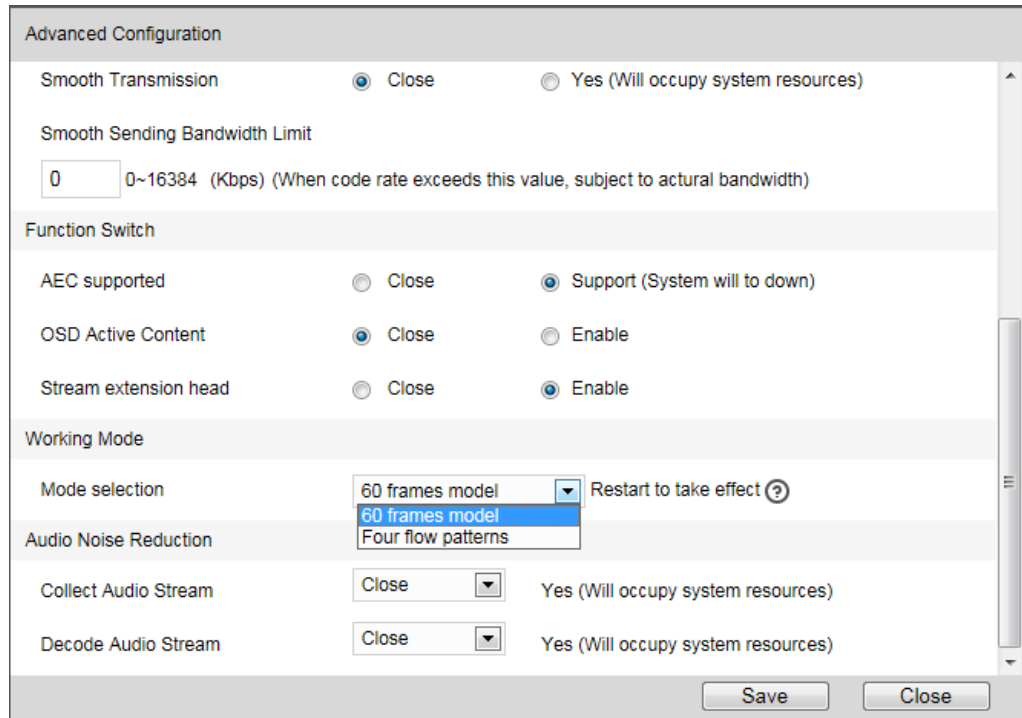 Advanced Configuration
Smooth Transmission Close Yes (Will occupy system resources)
Smooth Sending Bandwidth Limit
0 0~16384 (Kbps) (When code rate exceeds this value, subject to actural bandwidth)
Function Switch
AEC supported Close Support (System will to down)
OSD Active Content Close Enable
Stream extension head Close Enable
Working Mode
Mode selection 60 frames model Restart to take effect ?
60 frames model
Four flow patterns
Audio Noise Reduction
Collect Audio Stream Close Yes (Will occupy system resources)
Decode Audio Stream Close Yes (Will occupy system resources)
Save Close